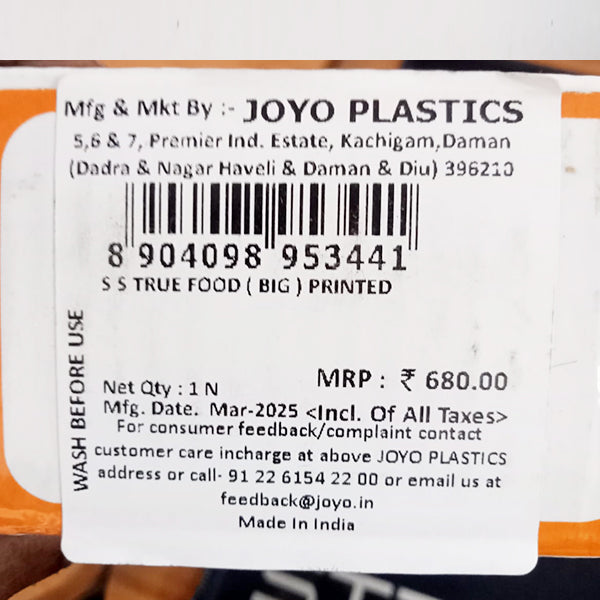 Mfg & Mkt By :- JOYO PLASTICS
5,6 & 7, Premier Ind. Estate, Kachigam,Daman
(Dadra & Nagar Haveli & Daman & Diu) 396210
8 904098 953441
S S TRUE FOOD ( BIG ) PRINTED
WASH BEFORE USE
MRP : ₹ 680.00
Net Qty : 1 N
Mfg. Date. Mar-2025 <Incl. Of All Taxes>
For consumer feedback/complaint contact
customer care incharge at above JOYO PLASTICS
address or call- 91 22 6154 22 00 or email us at
feedback@joyo.in
Made In India